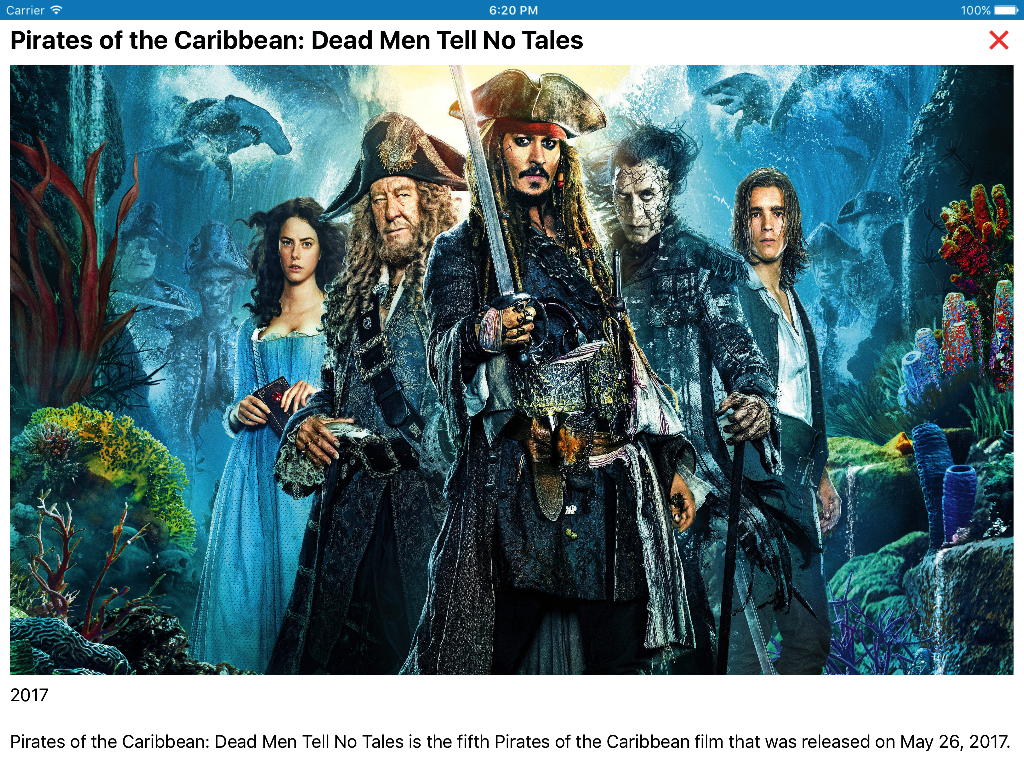 Carrier 6:20 PM 100%
Pirates of the Caribbean: Dead Men Tell No Tales
2017
Pirates of the Caribbean: Dead Men Tell No Tales is the fifth Pirates of the Caribbean film that was released on May 26, 2017.